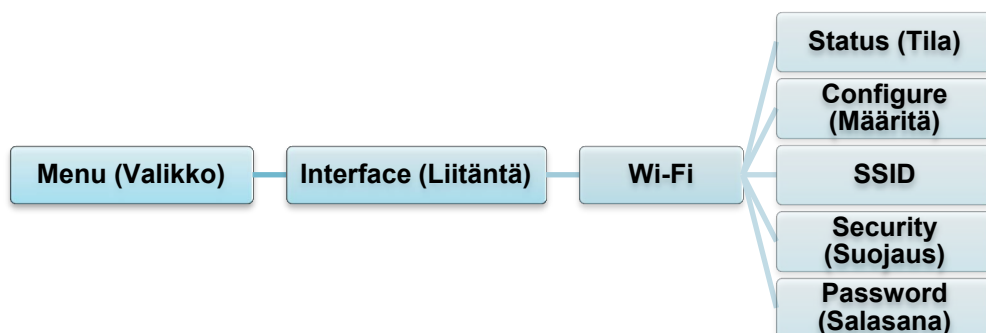 Menu (Valikko)
Interface (Liitäntä)
Wi-Fi
Status (Tila)
Configure
(Määritä)
SSID
Security
(Suojaus)
Password
(Salasana)